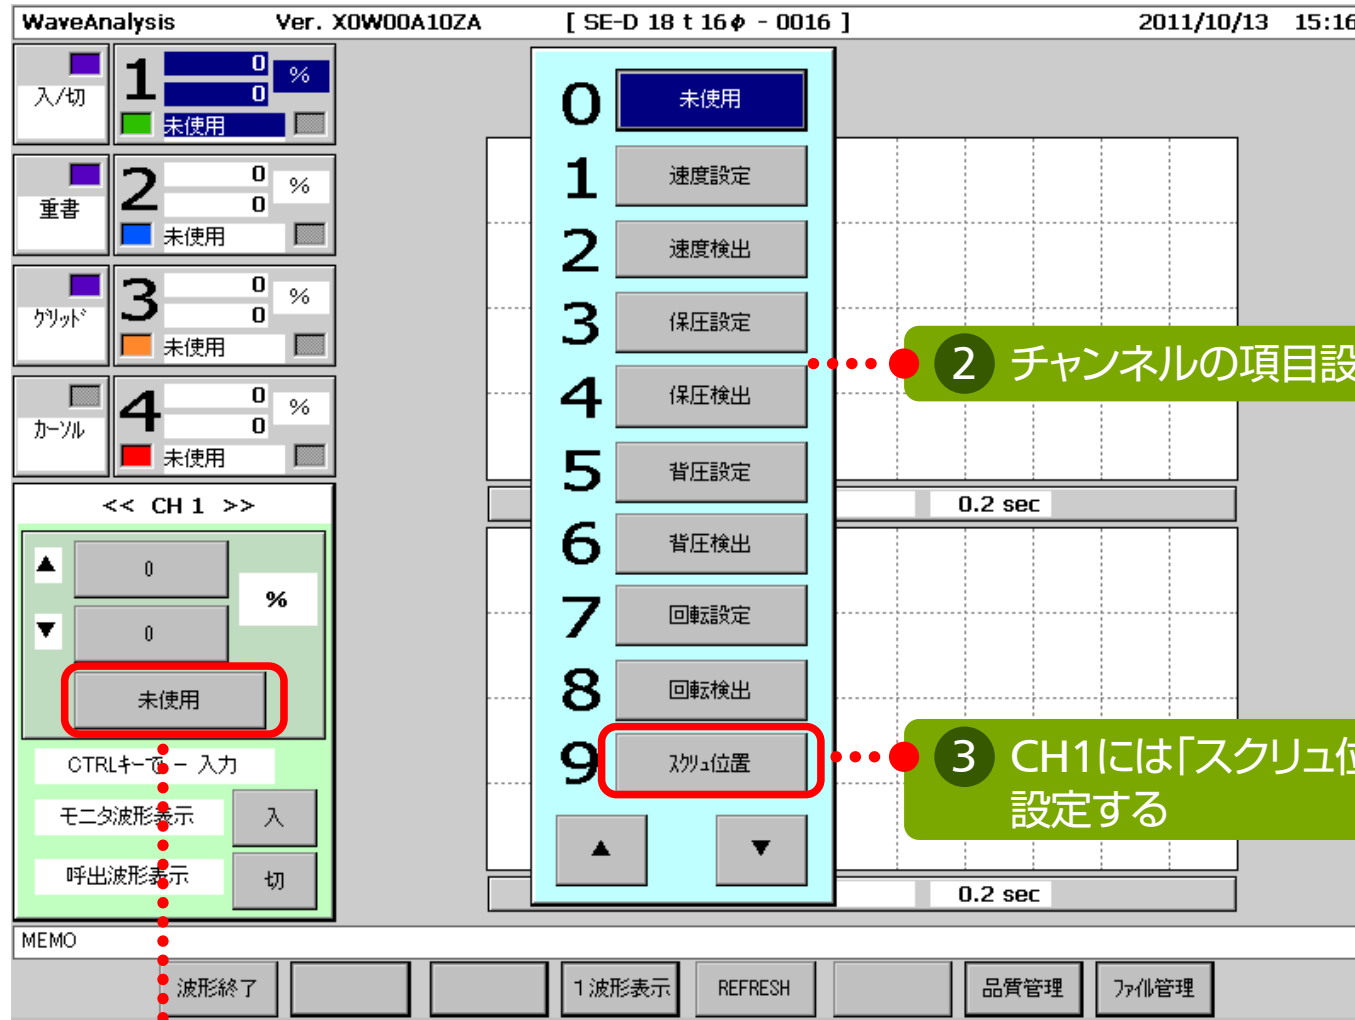 WaveAnalysis Ver. X0W00A10ZA [ SE-D 18 t 16φ - 0016 ] 2011/10/13 15:16
入/切
1 0 %
0
未使用
重書
2 0 %
0
未使用
グリッド
3 0 %
0
未使用
カーソル
4 0 %
0
未使用
<< CH 1 >>
▲ 0
%
▼ 0
未使用
CTRLキーで - 入力
モニタ波形表示 入
呼出波形表示 切
0 未使用
1 速度設定
2 速度検出
3 保圧設定
4 保圧検出
5 背圧設定
6 背圧検出
7 回転設定
8 回転検出
9 スクリュ位置
▲ ▼
0.2 sec
0.2 sec
2 チャンネルの項目設
3 CH1には「スクリュ位
設定する
MEMO
波形終了 1波形表示 REFRESH 品質管理 ファイル管理